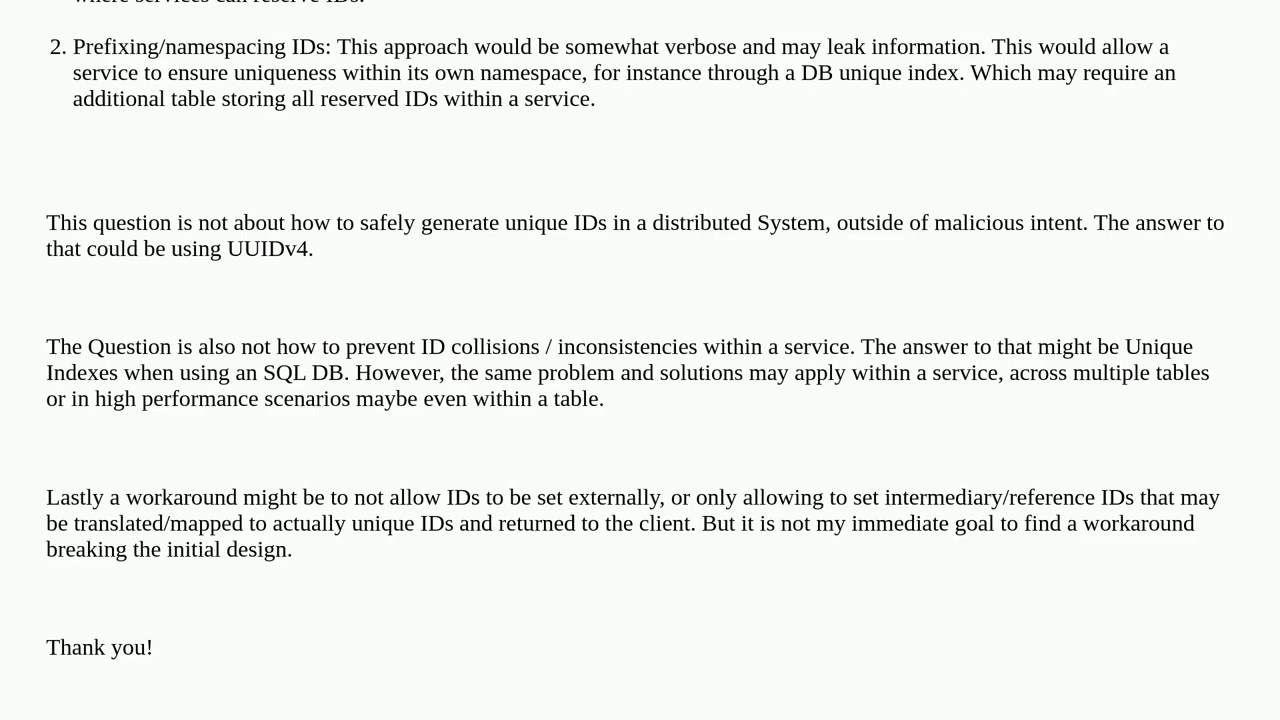 where services can reserve IDs.
2. Prefixing/namespacing IDs: This approach would be somewhat verbose and may leak information. This would allow a
service to ensure uniqueness within its own namespace, for instance through a DB unique index. Which may require an
additional table storing all reserved IDs within a service.
This question is not about how to safely generate unique IDs in a distributed System, outside of malicious intent. The answer to
that could be using UUIDv4.
The Question is also not how to prevent ID collisions / inconsistencies within a service. The answer to that might be Unique
Indexes when using an SQL DB. However, the same problem and solutions may apply within a service, across multiple tables
or in high performance scenarios maybe even within a table.
Lastly a workaround might be to not allow IDs to be set externally, or only allowing to set intermediary/reference IDs that may
be translated/mapped to actually unique IDs and returned to the client. But it is not my immediate goal to find a workaround
breaking the initial design.
Thank you!